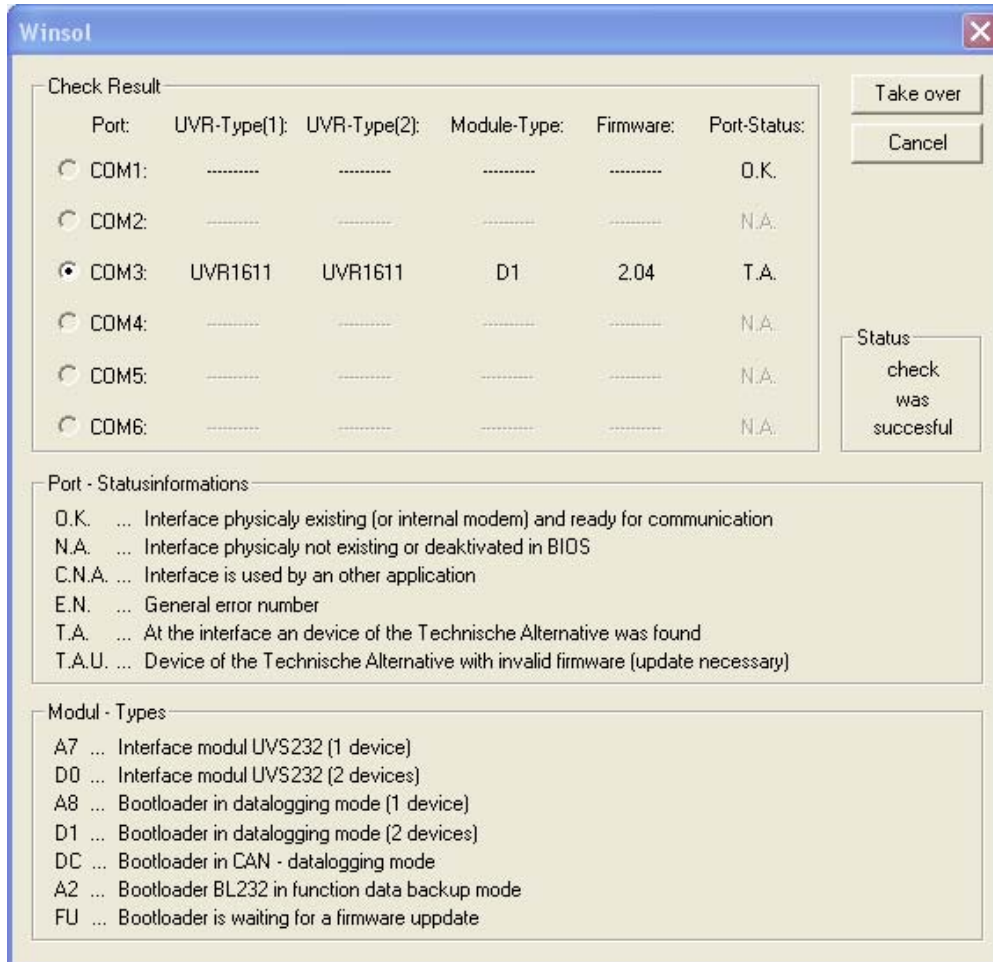 Winsol
Check Result
Port: UVR-Type(1): UVR-Type(2): Module-Type: Firmware: Port-Status:
COM1: ---------- ---------- ---------- ---------- O.K.
COM2: ---------- ---------- ---------- ---------- N.A.
COM3: UVR1611 UVR1611 D1 2.04 T.A.
COM4: ---------- ---------- ---------- ---------- N.A.
COM5: ---------- ---------- ---------- ---------- N.A.
COM6: ---------- ---------- ---------- ---------- N.A.
Take over
Cancel
Status
check
was
succesful
Port - Statusinformations
O.K. ... Interface physicaly existing (or internal modem) and ready for communication
N.A. ... Interface physicaly not existing or deaktivated in BIOS
C.N.A. ... Interface is used by an other application
E.N. ... General error number
T.A. ... At the interface an device of the Technische Alternative was found
T.A.U. ... Device of the Technische Alternative with invalid firmware (update necessary)
Modul - Types
A7 ... Interface modul UVS232 (1 device)
D0 ... Interface modul UVS232 (2 devices)
A8 ... Bootloader in datalogging mode (1 device)
D1 ... Bootloader in datalogging mode (2 devices)
DC ... Bootloader in CAN - datalogging mode
A2 ... Bootloader BL232 in function data backup mode
FU ... Bootloader is waiting for a firmware uppdate